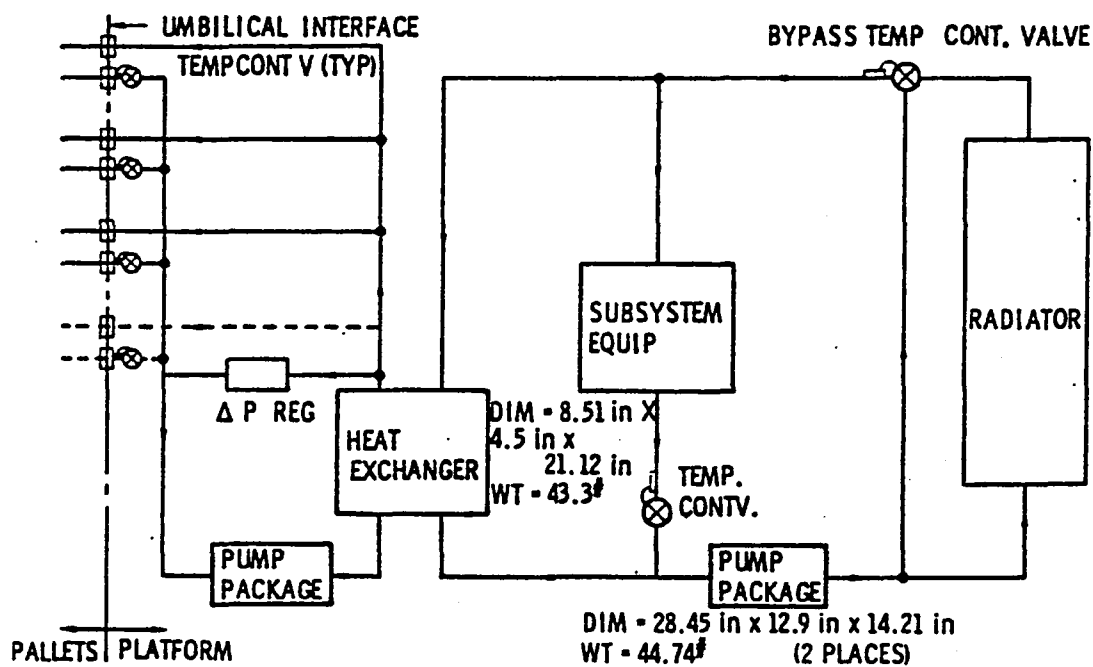 UMBILICAL INTERFACE
TEMP CONT V (TYP)
BYPASS TEMP CONT. VALVE
SUBSYSTEM
EQUIP
RADIATOR
Δ P REG
HEAT
EXCHANGER
DIM = 8.51 in X
4.5 in x
21.12 in
WT = 43.3#
TEMP.
CONTV.
PUMP
PACKAGE
PUMP
PACKAGE
DIM = 28.45 in x 12.9 in x 14.21 in
WT = 44.74# (2 PLACES)
PALLETS PLATFORM